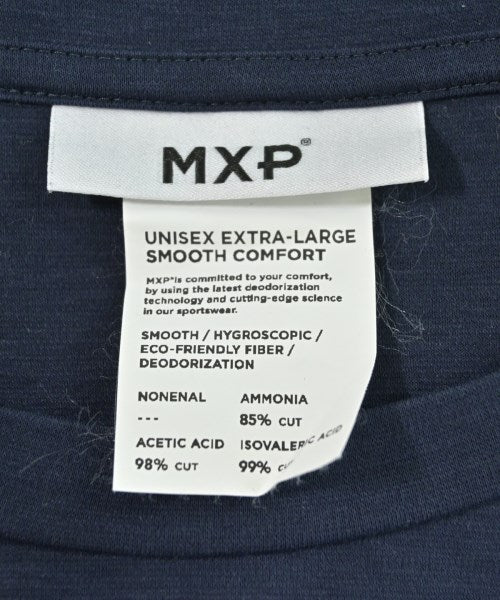 MXP®
UNISEX EXTRA-LARGE
SMOOTH COMFORT
MXP®is committed to your comfort,
by using the latest deodorization
technology and cutting-edge science
in our sportswear.
SMOOTH / HYGROSCOPIC /
ECO-FRIENDLY FIBER /
DEODORIZATION
NONENAL AMMONIA
--- 85% CUT
ACETIC ACID ISOVALERIC ACID
98% CUT 99%